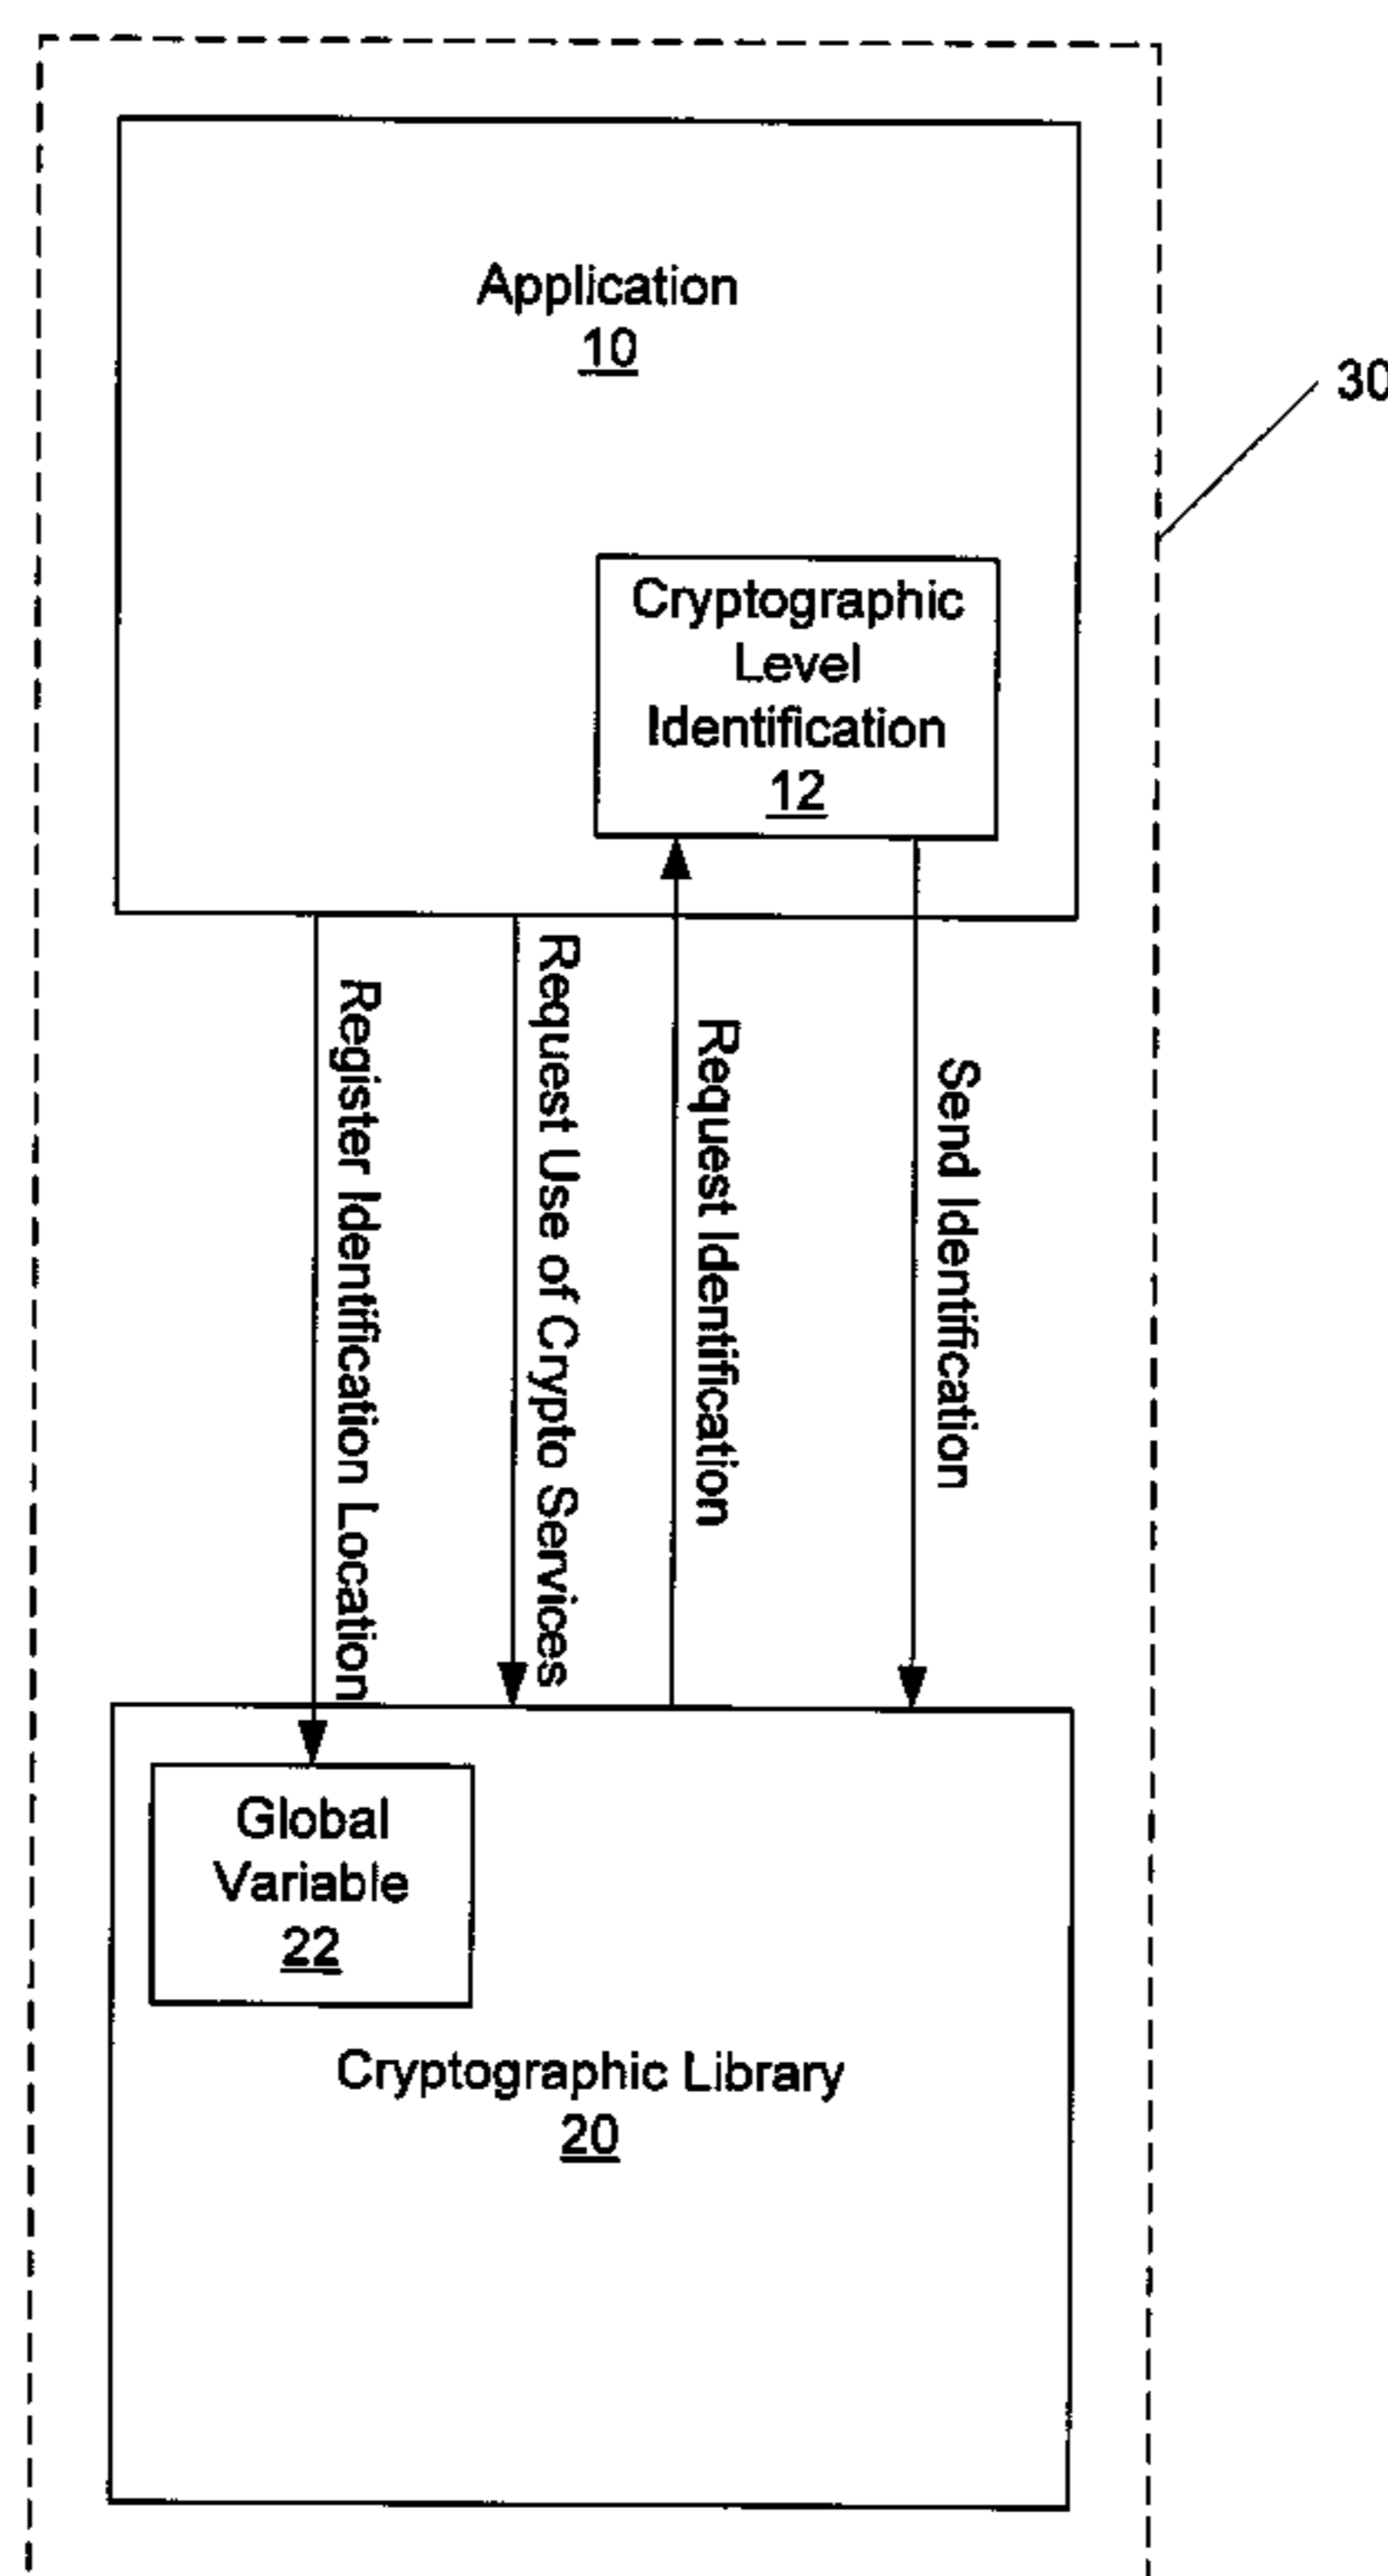 Application
10
30
Cryptographic
Level
Identification
12
Register Identification Location
Request Use of Crypto Services
Request Identification
Send Identification
Global
Variable
22
Cryptographic Library
20